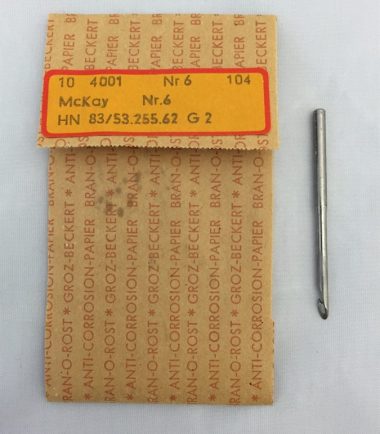 10 4001 Nr 6 104
McKay Nr. 6
HN 83/53.255.62 G 2
ANTI-CORROSION-PAPIER BRAN-O-ROST * GROZ-BECKERT *